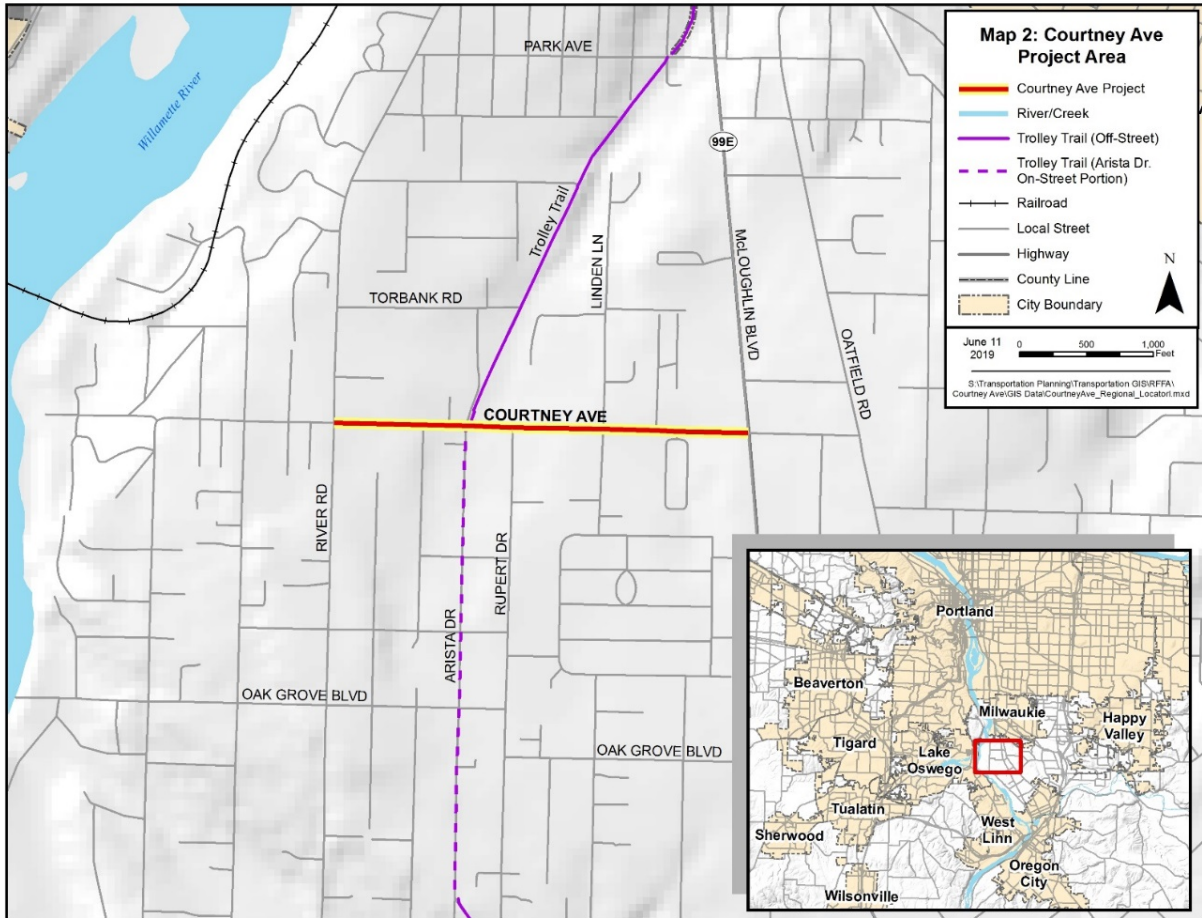 Map 2: Courtney Ave
Project Area
Courtney Ave Project
River/Creek
Trolley Trail (Off-Street)
Trolley Trail (Arista Dr.
On-Street Portion)
Railroad
Local Street
Highway
County Line
City Boundary
N
June 11
2019
0 500 1,000
Feet
S:\Transportation Planning\Transportation GIS\RFFA\
Courtney Ave\GIS Data\CourtneyAve_Regional_Locatorl.mxd
PARK AVE
Willamette River
99E
Trolley Trail
LINDEN LN
McLOUGHLIN BLVD
TORBANK RD
OATFIELD RD
COURTNEY AVE
RIVER RD
RUPERT DR
ARISTA DR
OAK GROVE BLVD
OAK GROVE BLVD
Portland
Beaverton
Milwaukie
Happy
Valley
Tigard
Lake
Oswego
Tualatin
West
Linn
Sherwood
Oregon
City
Wilsonville